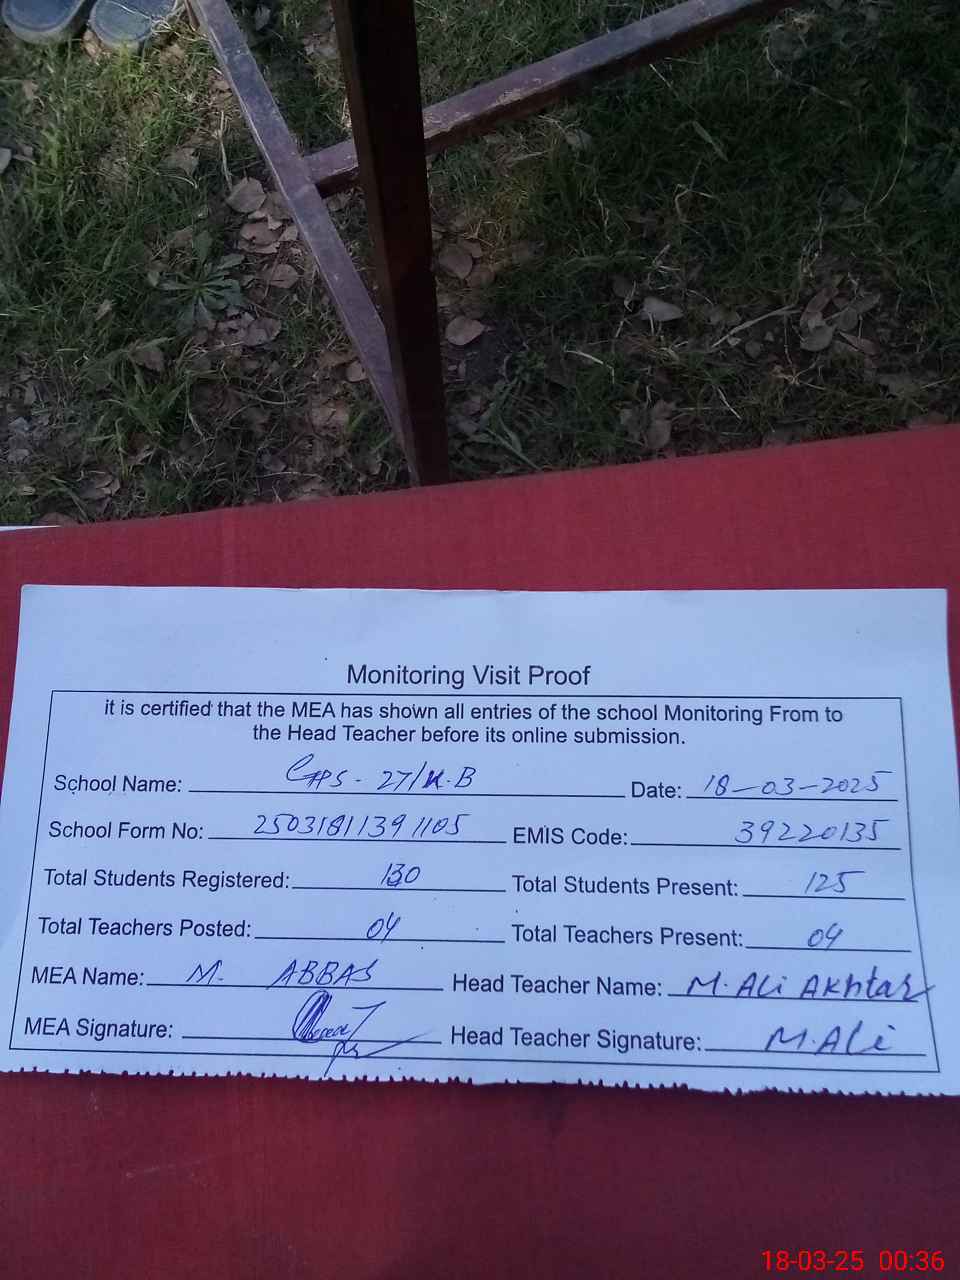 Monitoring Visit Proof
it is certified that the MEA has shown all entries of the school Monitoring From to
the Head Teacher before its online submission.
School Name: GPS - 27/K.B Date: 18-03-2025
School Form No: 25031811391105 EMIS Code: 39220135
Total Students Registered: 130 Total Students Present: 125
Total Teachers Posted: 04 Total Teachers Present: 04
MEA Name: M. ABBAS Head Teacher Name: M. Ali Akhtar
MEA Signature: Head Teacher Signature: M. Ali
18-03-25 00:36